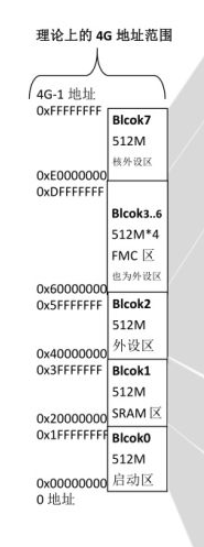 理论上的 4G 地址范围
4G-1 地址
0xFFFFFFFF
Blcok7
512M
核外设区
0xE0000000
0xDFFFFFFF
Blcok3..6
512M*4
FMC 区
也为外设区
0x60000000
0x5FFFFFFF
Blcok2
512M
外设区
0x40000000
0x3FFFFFFF
Blcok1
512M
SRAM 区
0x20000000
0x1FFFFFFF
Blcok0
512M
启动区
0x00000000
0 地址